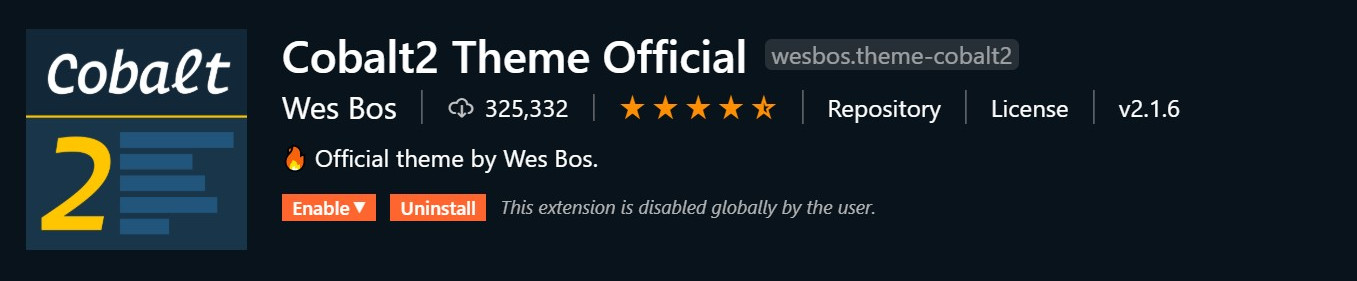 Cobalt
2
Cobalt2 Theme Official wesbos.theme-cobalt2
Wes Bos 325,332 Repository License v2.1.6
🔥 Official theme by Wes Bos.
Enable▼ Uninstall This extension is disabled globally by the user.